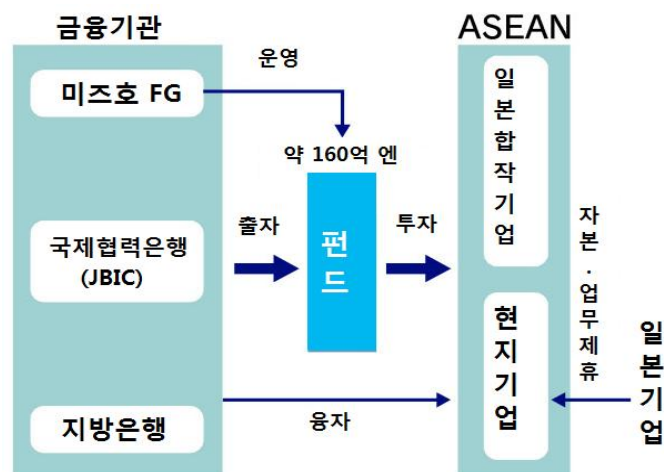 금융기관
ASEAN
미즈호 FG
운영
약 160억 엔
국제협력은행
(JBIC)
출자
펀드
투자
일본합작기업
현지기업
자본.업무제휴
일본기업
지방은행
융자